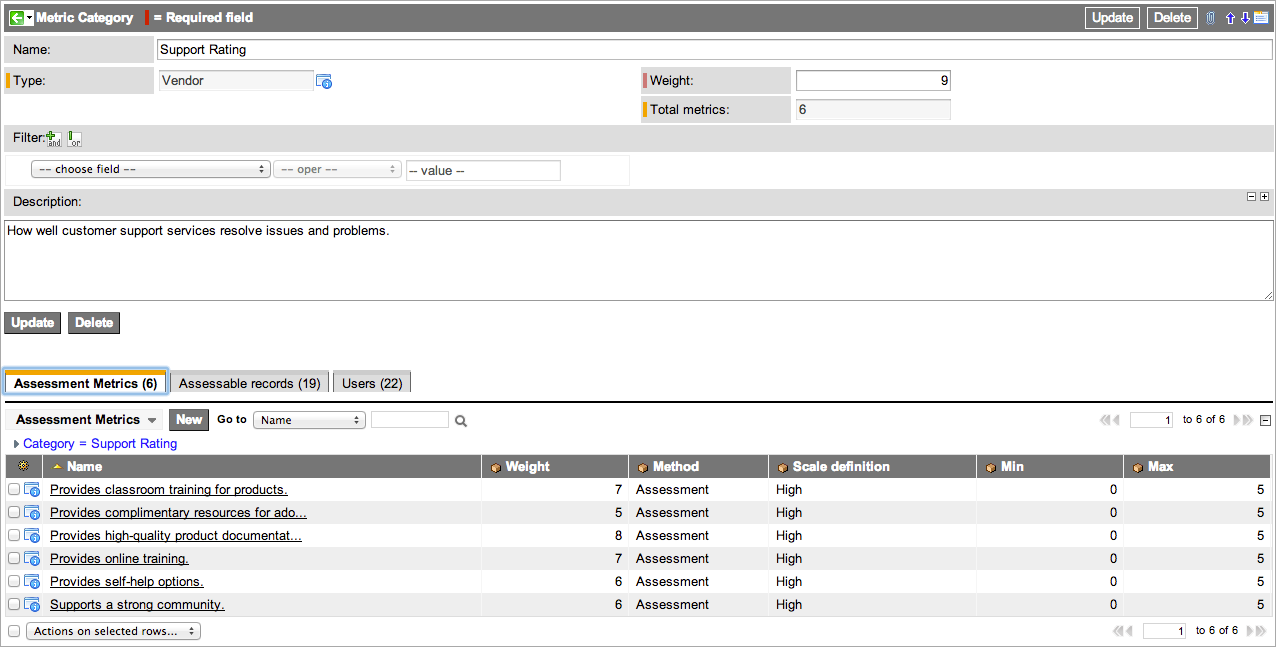 Metric Category = Required field Update Delete
Name: Support Rating
Type: Vendor Weight: 9
Total metrics: 6
Filter: and or
-- choose field -- -- oper -- -- value --
Description:
How well customer support services resolve issues and problems.
Update Delete
Assessment Metrics (6) Assessable records (19) Users (22)
Assessment Metrics New Go to Name 1 to 6 of 6
Category = Support Rating
Name Weight Method Scale definition Min Max
Provides classroom training for products. 7 Assessment High 0 5
Provides complimentary resources for ado... 5 Assessment High 0 5
Provides high-quality product documentat... 8 Assessment High 0 5
Provides online training. 7 Assessment High 0 5
Provides self-help options. 6 Assessment High 0 5
Supports a strong community. 6 Assessment High 0 5
Actions on selected rows... 1 to 6 of 6